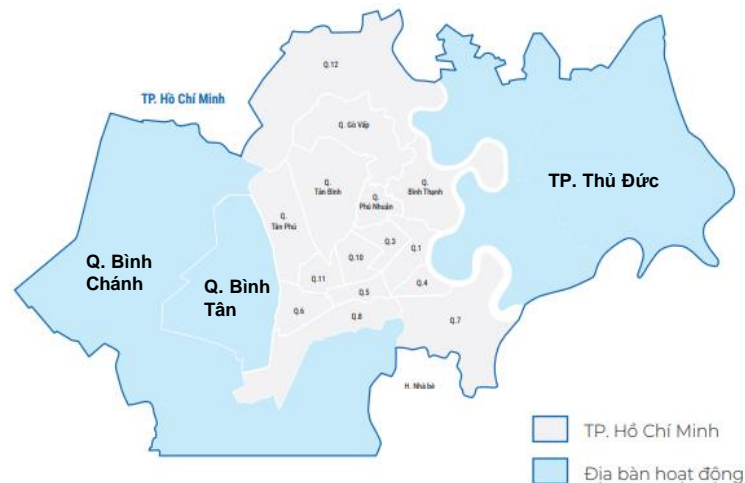 Q.12
TP. Hồ Chí Minh
Q. Gò Vấp
Q.
Tân Bình
Q.
Phú Nhuận
Q.
Bình Thạnh
TP. Thủ Đức
Q.
Tân Phú
Q.3
Q.1
Q.10
Q. Bình
Chánh
Q. Bình
Tân
Q.11
Q.5
Q.4
Q.6
Q.8
Q.7
H. Nhà bè
TP. Hồ Chí Minh
Địa bàn hoạt động